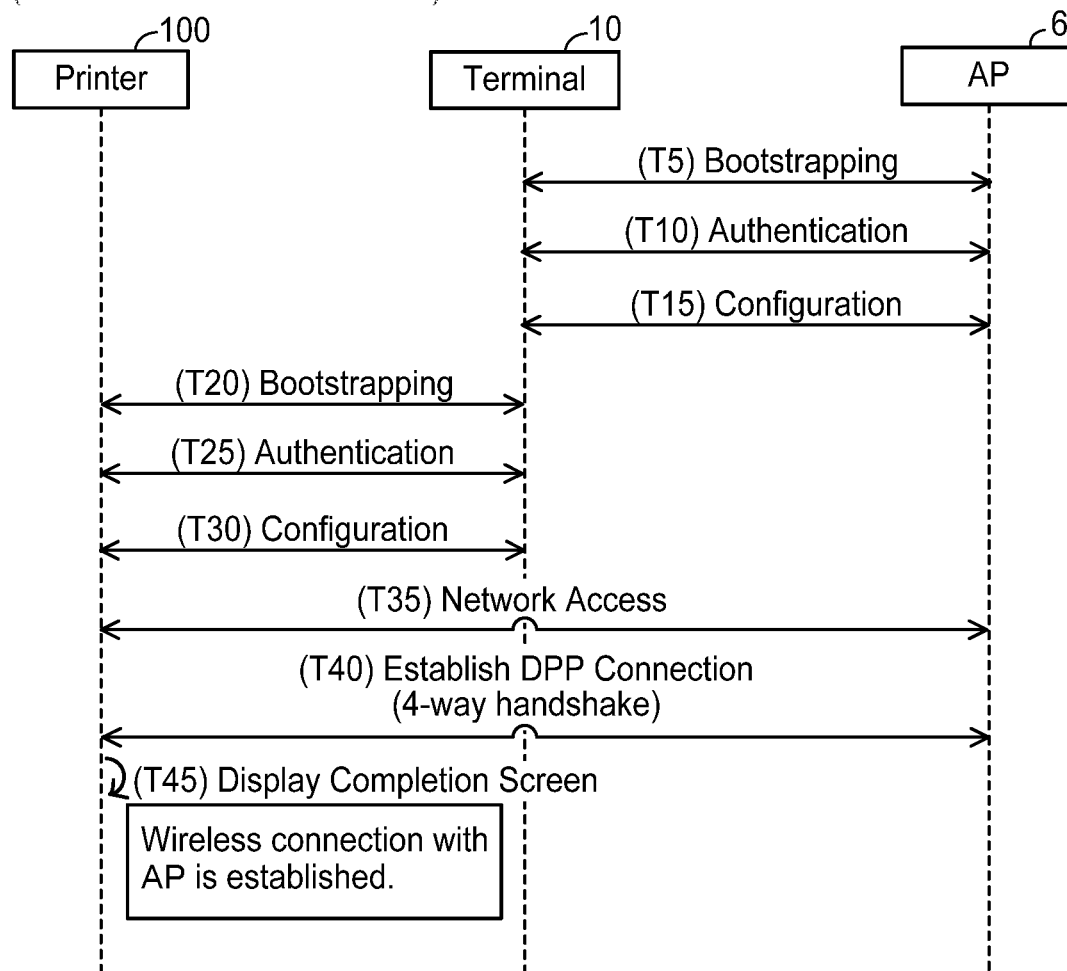 100
10
6
Printer
Terminal
AP
(T5) Bootstrapping
(T10) Authentication
(T15) Configuration
(T20) Bootstrapping
(T25) Authentication
(T30) Configuration
(T35) Network Access
(T40) Establish DPP Connection
(4-way handshake)
(T45) Display Completion Screen
Wireless connection with
AP is established.